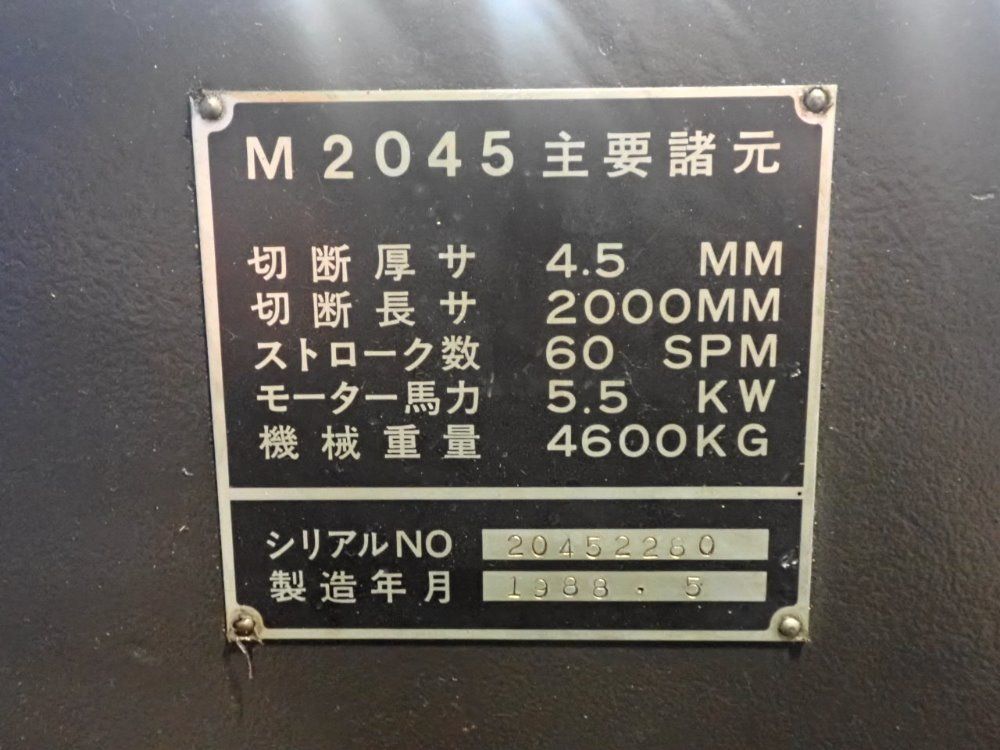 M 2045 主要諸元
切断厚サ 4.5 MM
切断長サ 2000MM
ストローク数 60 SPM
モーター馬力 5.5 KW
機械重量 4600KG
シリアルNO 20452280
製造年月 1988.5